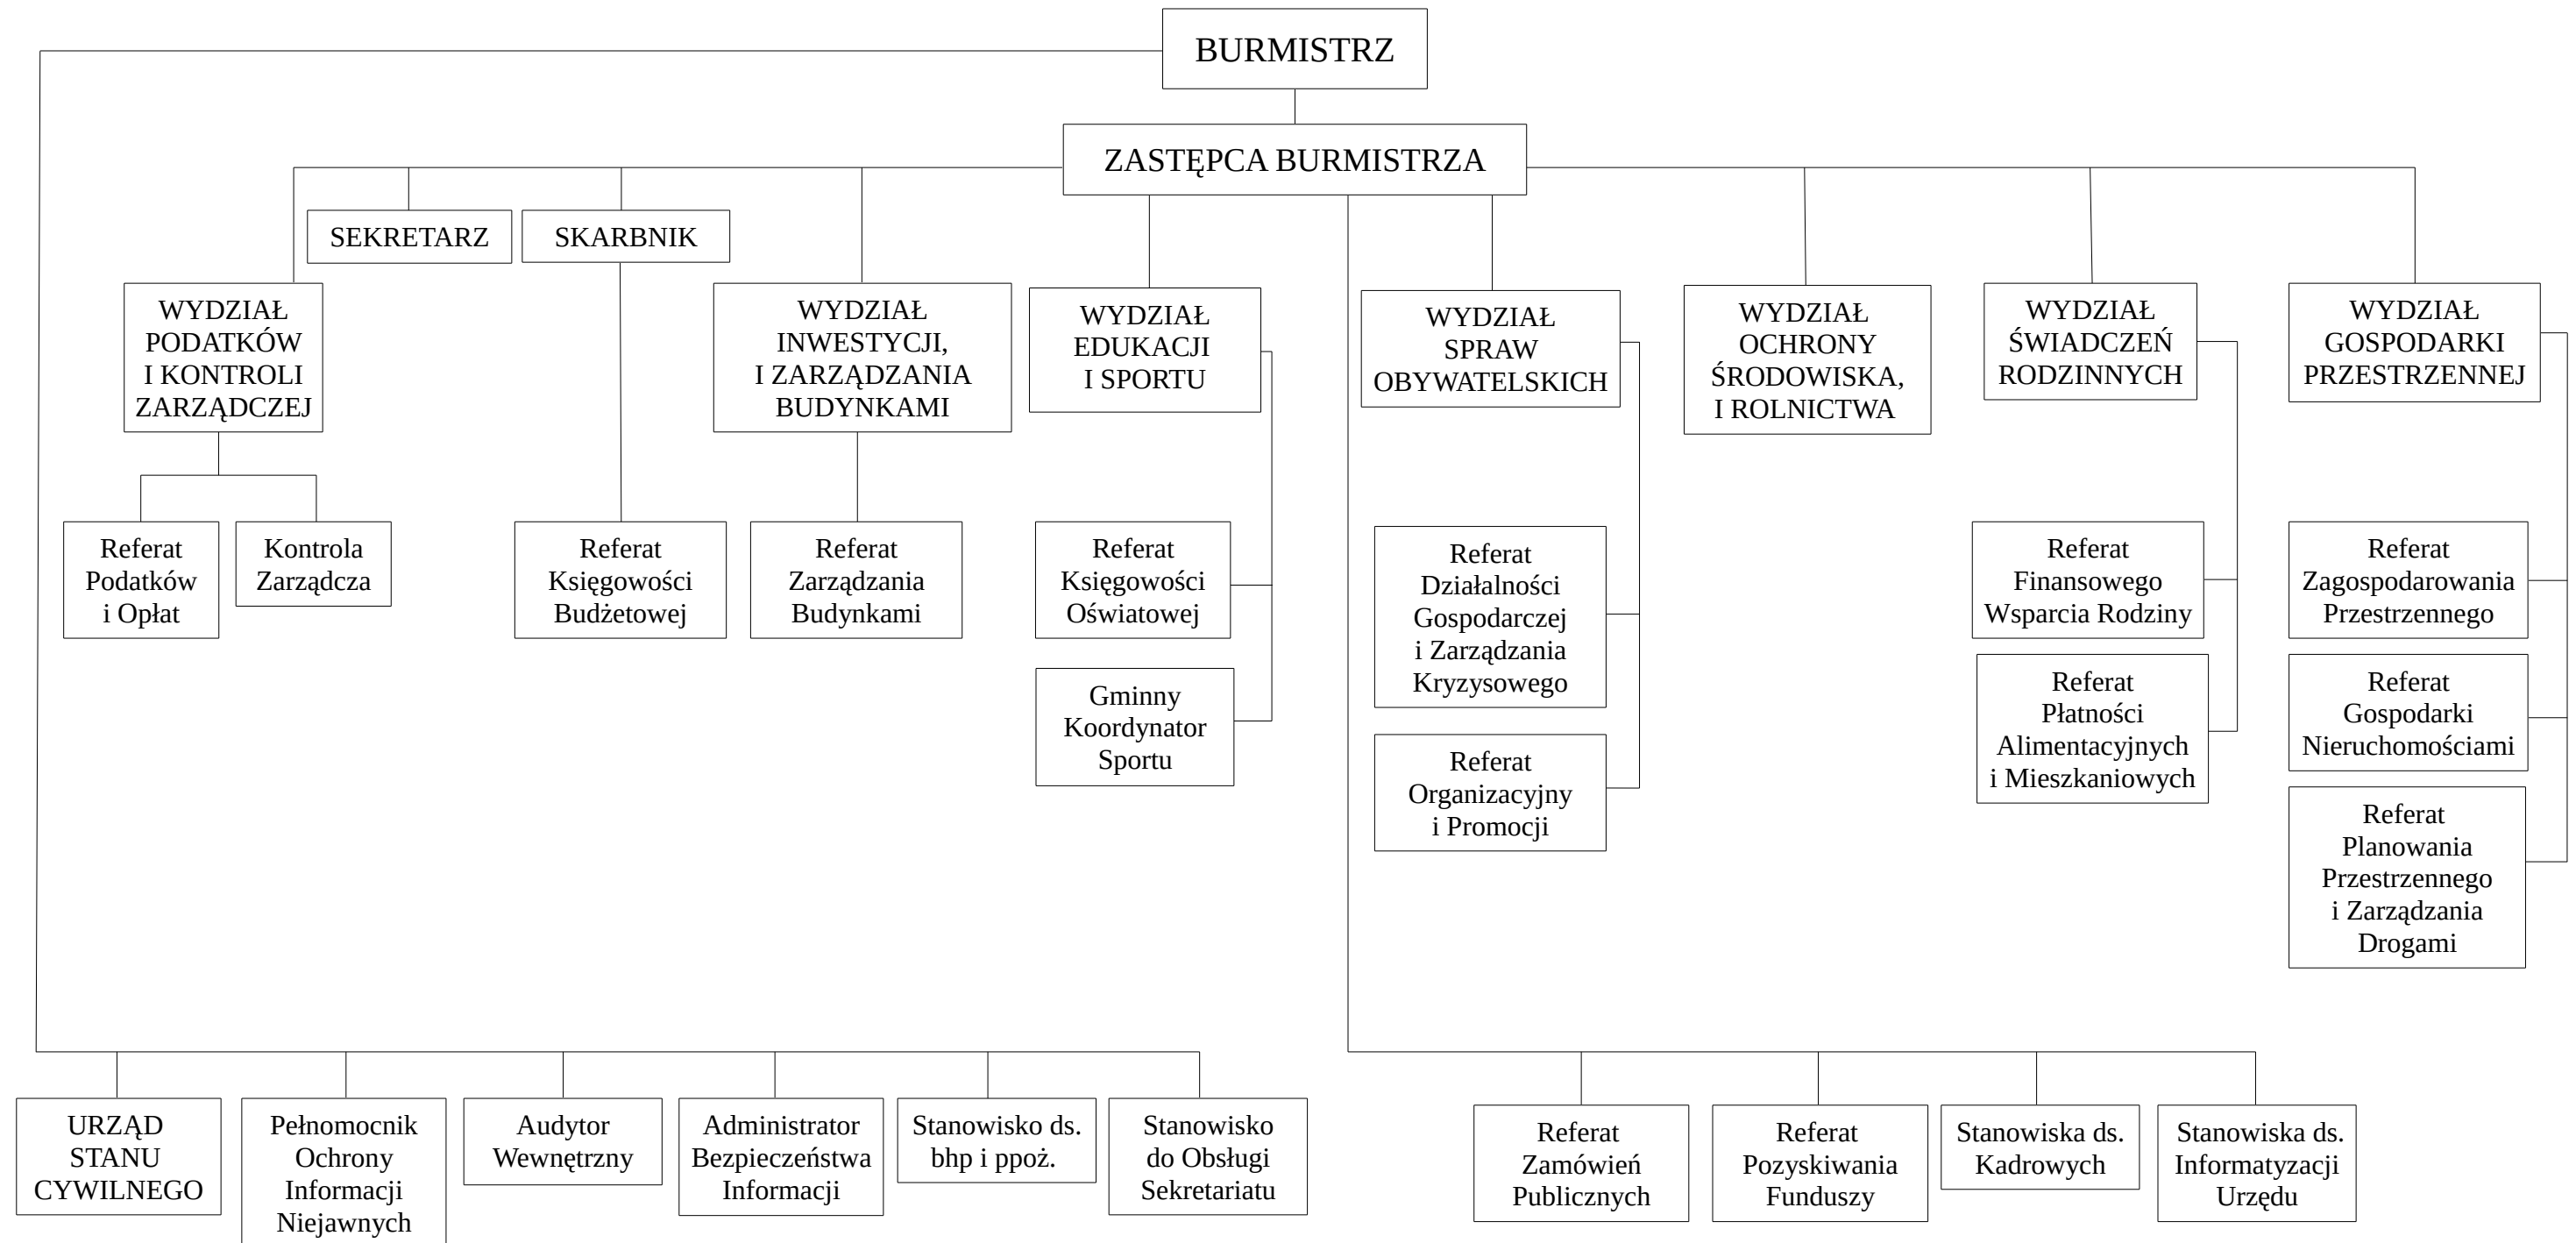 BURMISTRZ
ZASTĘPCA BURMISTRZA
SEKRETARZ
SKARBNIK
WYDZIAŁ
PODATKÓW
I KONTROLI
ZARZĄDCZEJ
WYDZIAŁ
INWESTYCJI,
I ZARZĄDZANIA
BUDYNKAMI
WYDZIAŁ
EDUKACJI
I SPORTU
WYDZIAŁ
SPRAW
OBYWATELSKICH
WYDZIAŁ
OCHRONY
ŚRODOWISKA,
I ROLNICTWA
WYDZIAŁ
ŚWIADCZEŃ
RODZINNYCH
WYDZIAŁ
GOSPODARKI
PRZESTRZENNEJ
Referat
Podatków
i Opłat
Kontrola
Zarządcza
Referat
Księgowości
Budżetowej
Referat
Zarządzania
Budynkami
Referat
Księgowości
Oświatowej
Gminny
Koordynator
Sportu
Referat
Działalności
Gospodarczej
i Zarządzania
Kryzysowego
Referat
Organizacyjny
i Promocji
Referat
Finansowego
Wsparcia Rodziny
Referat
Płatności
Alimentacyjnych
i Mieszkaniowych
Referat
Zagospodarowania
Przestrzennego
Referat
Gospodarki
Nieruchomościami
Referat
Planowania
Przestrzennego
i Zarządzania
Drogami
URZĄD
STANU
CYWILNEGO
Pełnomocnik
Ochrony
Informacji
Niejawnych
Audytor
Wewnętrzny
Administrator
Bezpieczeństwa
Informacji
Stanowisko ds.
bhp i ppoż.
Stanowisko
do Obsługi
Sekretariatu
Referat
Zamówień
Publicznych
Referat
Pozyskiwania
Funduszy
Stanowiska ds.
Kadrowych
Stanowiska ds.
Informatyzacji
Urzędu